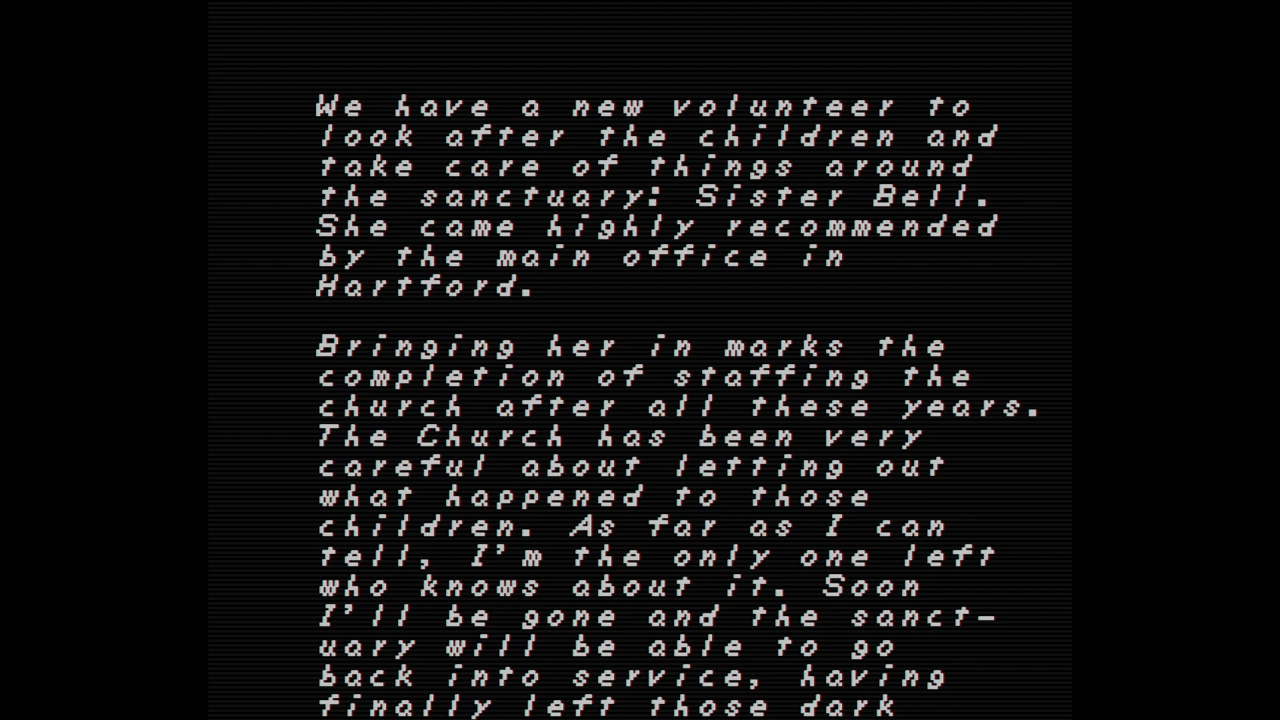 We have a new volunteer to
look after the children and
take care of things around
the sanctuary: Sister Bell.
She came highly recommended
by the main office in
Hartford.
Bringing her in marks the
completion of staffing the
church after all these years.
The Church has been very
careful about letting out
what happened to those
children. As far as I can
tell, I'm the only one left
who knows about it. Soon
I'll be gone and the sanct-
uary will be able to go
back into service, having
finally left those dark